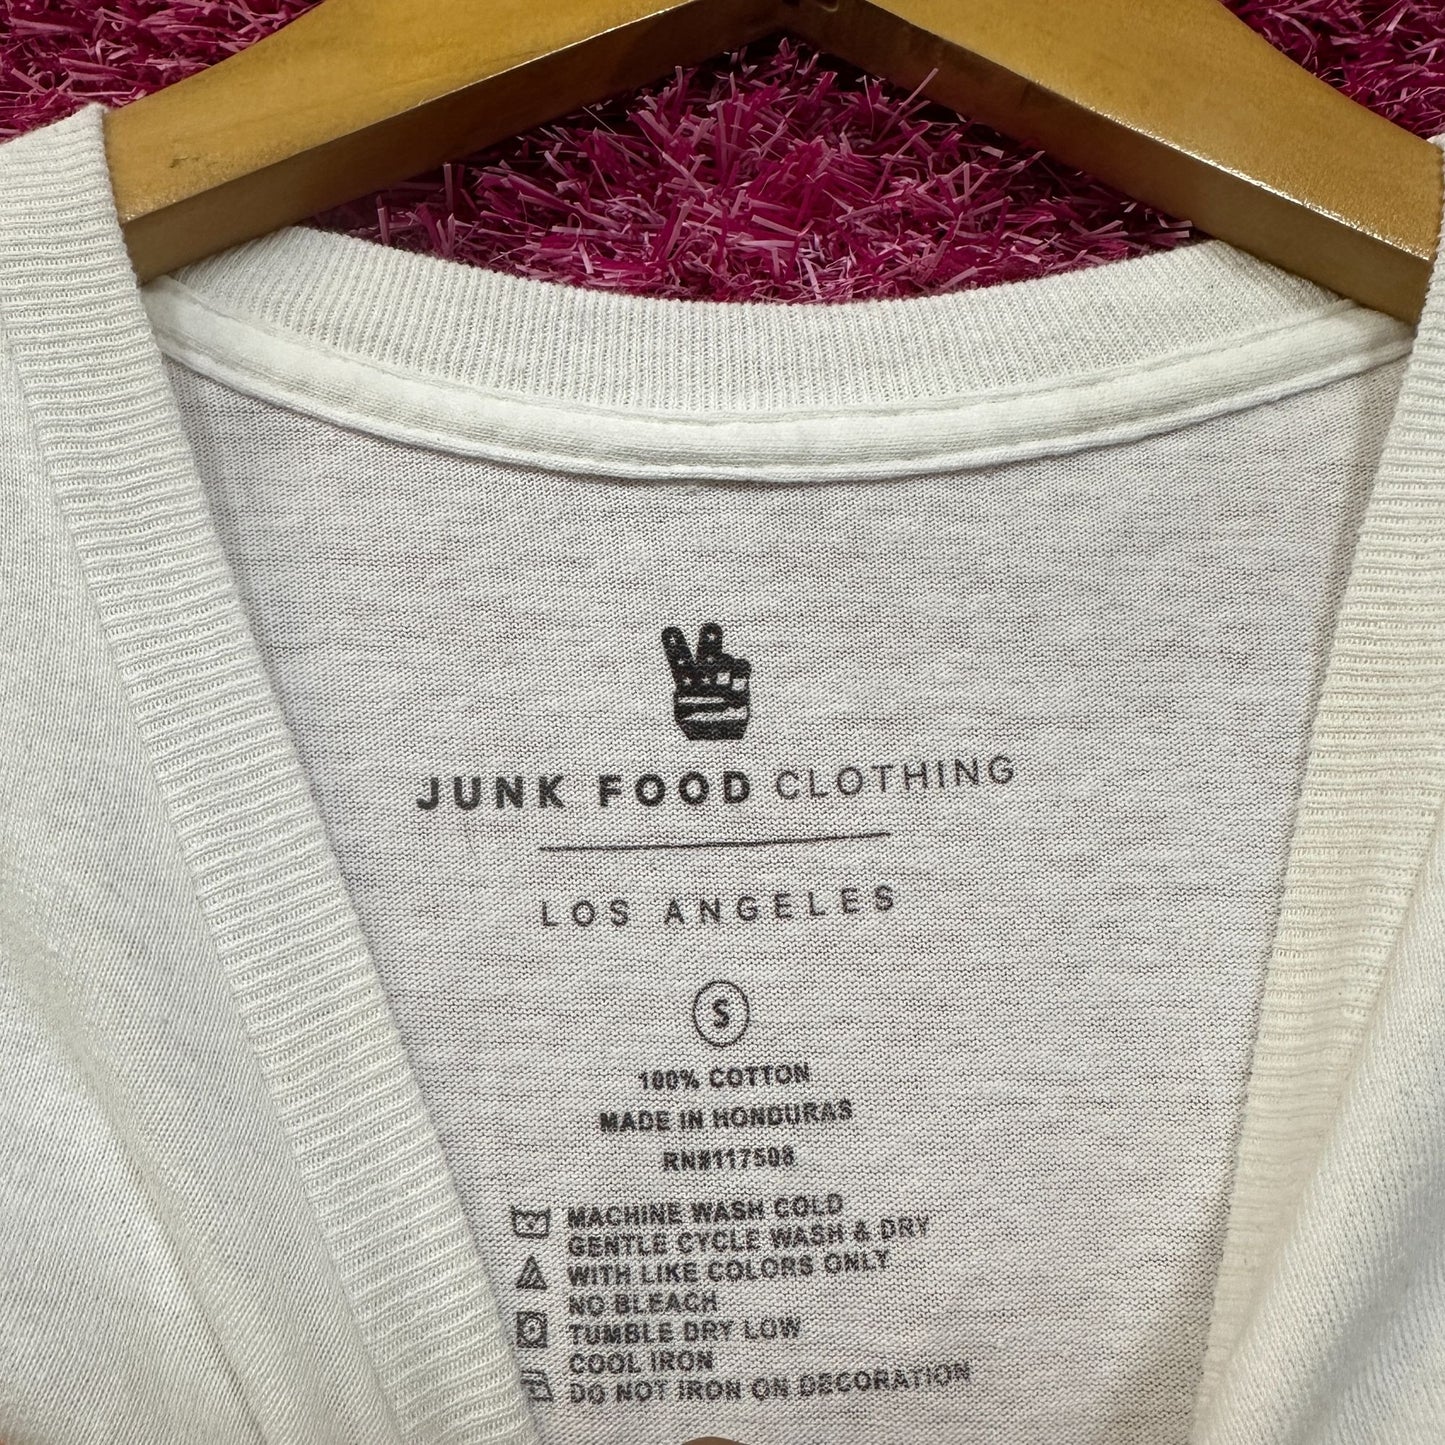 JUNK FOOD CLOTHING
LOS ANGELES
S
100% COTTON
MADE IN HONDURAS
RN#117508
MACHINE WASH COLD
GENTLE CYCLE WASH & DRY
WITH LIKE COLORS ONLY
NO BLEACH
TUMBLE DRY LOW
COOL IRON
DO NOT IRON ON DECORATION